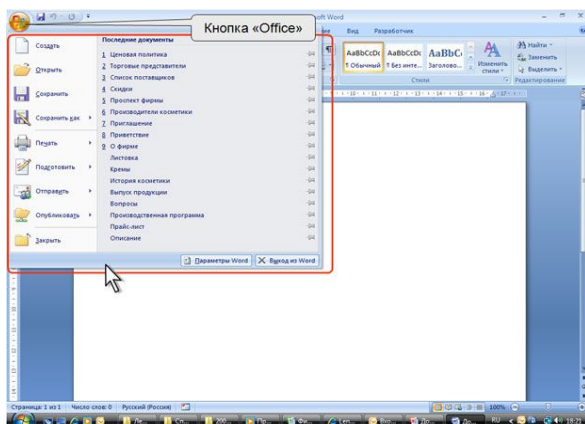 Кнопка «Office»
soft Word
Вид Разработчик
Создать
Открыть
Сохранить
Сохранить как
Печать
Подготовить
Отправить
Опубликовать
Закрыть
Последние документы
1 Ценовая политика
2 Торговые представители
3 Список поставщиков
4 Скидки
5 Проспект фирмы
6 Производители косметики
7 Приглашение
8 Приветствие
9 О фирме
Листовка
Кремы
История косметики
Выпуск продукции
Вопросы
Производственная программа
Прайс-лист
Описание
Параметры Word
Выход из Word
AaBbCcDc AaBbCcDc AaBbC
¶ Обычный ¶ Без инте... Заголово...
Изменить стили
Стили
Найти
Заменить
Выделить
Редактирование
Страница: 1 из 1 Число слов: 0 Русский (Россия)
100%
RU
18:21